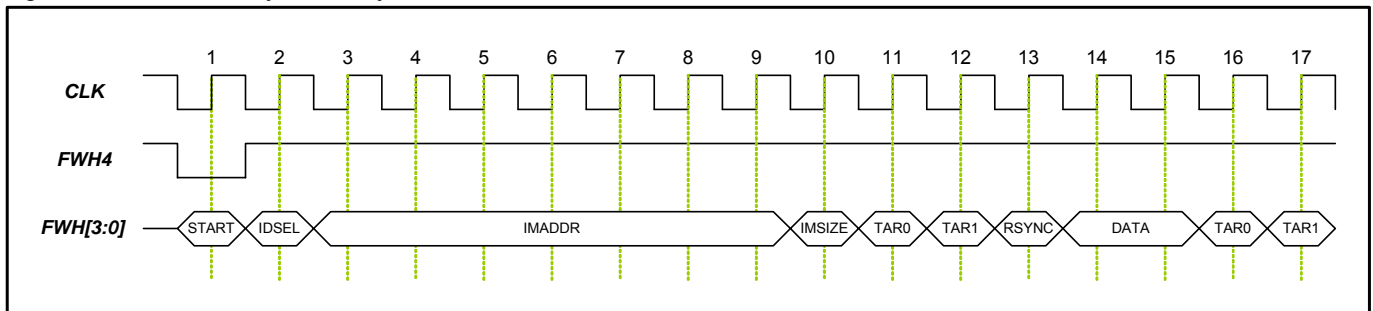 1 2 3 4 5 6 7 8 9 10 11 12 13 14 15 16 17
CLK
FWH4
FWH[3:0] START IDSEL IMADDR IMSIZE TAR0 TAR1 RSYNC DATA TAR0 TAR1